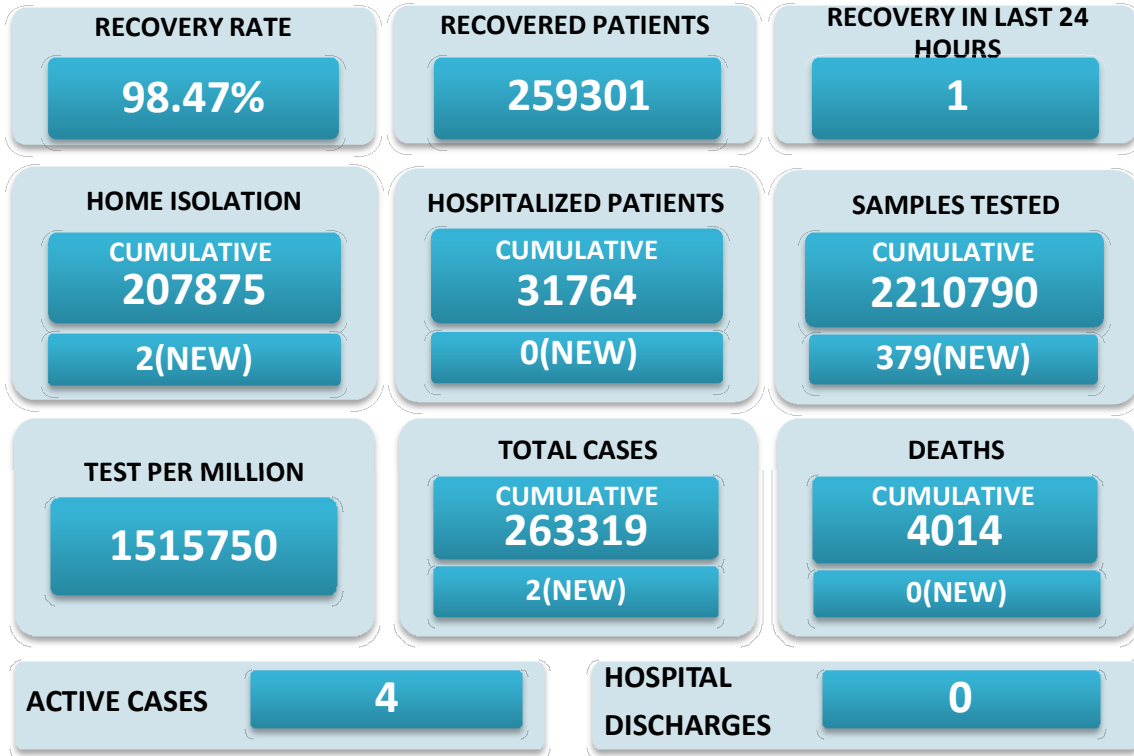 RECOVERY RATE
98.47%
RECOVERED PATIENTS
259301
RECOVERY IN LAST 24
HOURS
1
HOME ISOLATION
CUMULATIVE
207875
2(NEW)
HOSPITALIZED PATIENTS
CUMULATIVE
31764
0(NEW)
SAMPLES TESTED
CUMULATIVE
2210790
379(NEW)
TEST PER MILLION
1515750
TOTAL CASES
CUMULATIVE
263319
2(NEW)
DEATHS
CUMULATIVE
4014
0(NEW)
ACTIVE CASES
4
HOSPITAL
DISCHARGES
0